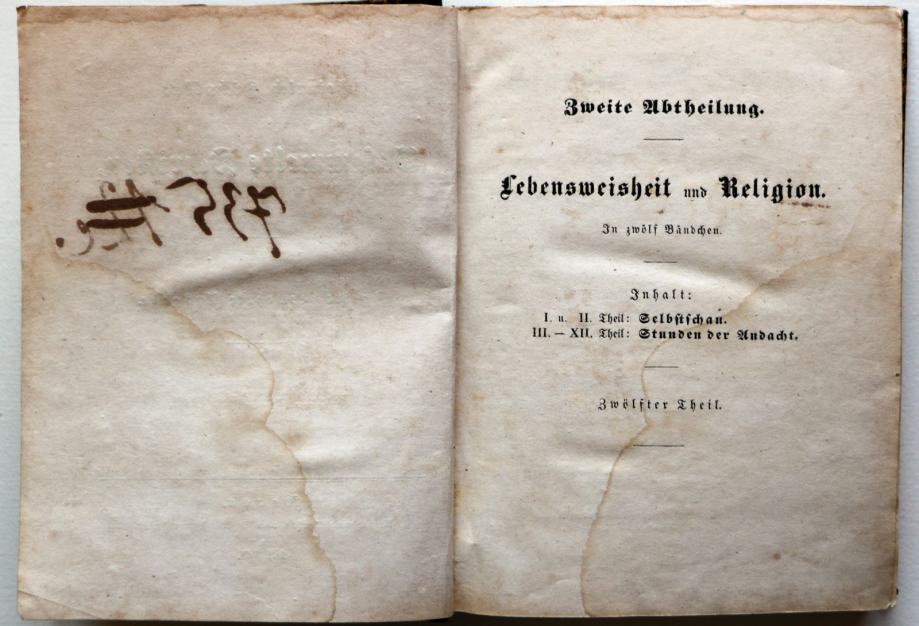 Zweite Abtheilung.
Lebensweisheit und Religion.
In zwölf Bändchen.
Inhalt:
I. u. II. Theil: Selbstschau.
III. – XII. Theil: Stunden der Andacht.
Zwölfter Theil.